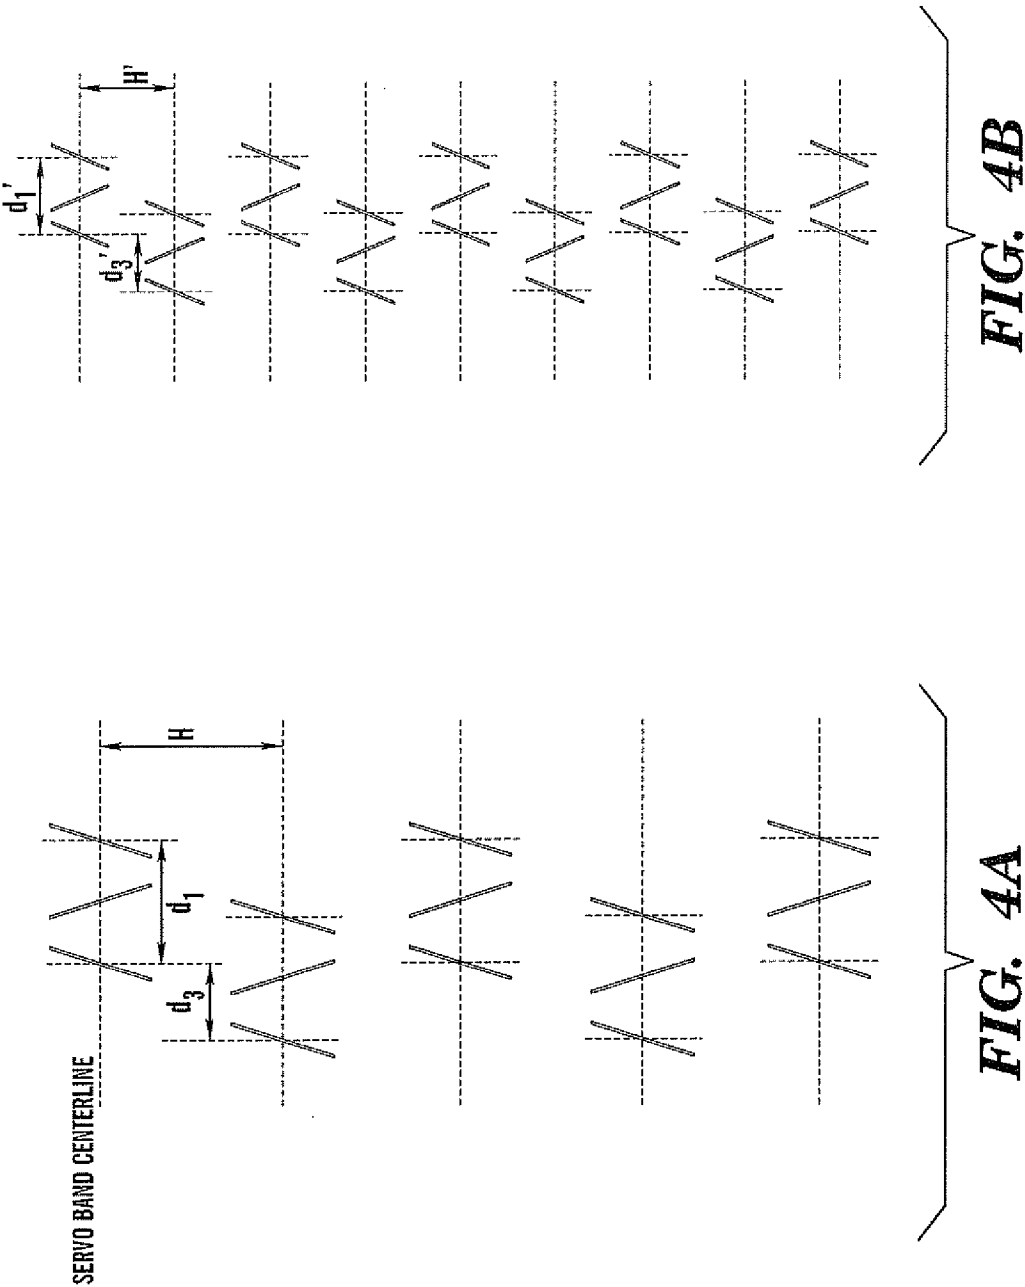 SERVO BAND CENTERLINE
H
d1
d3
FIG. 4A
H'
d1'
d3'
FIG. 4B